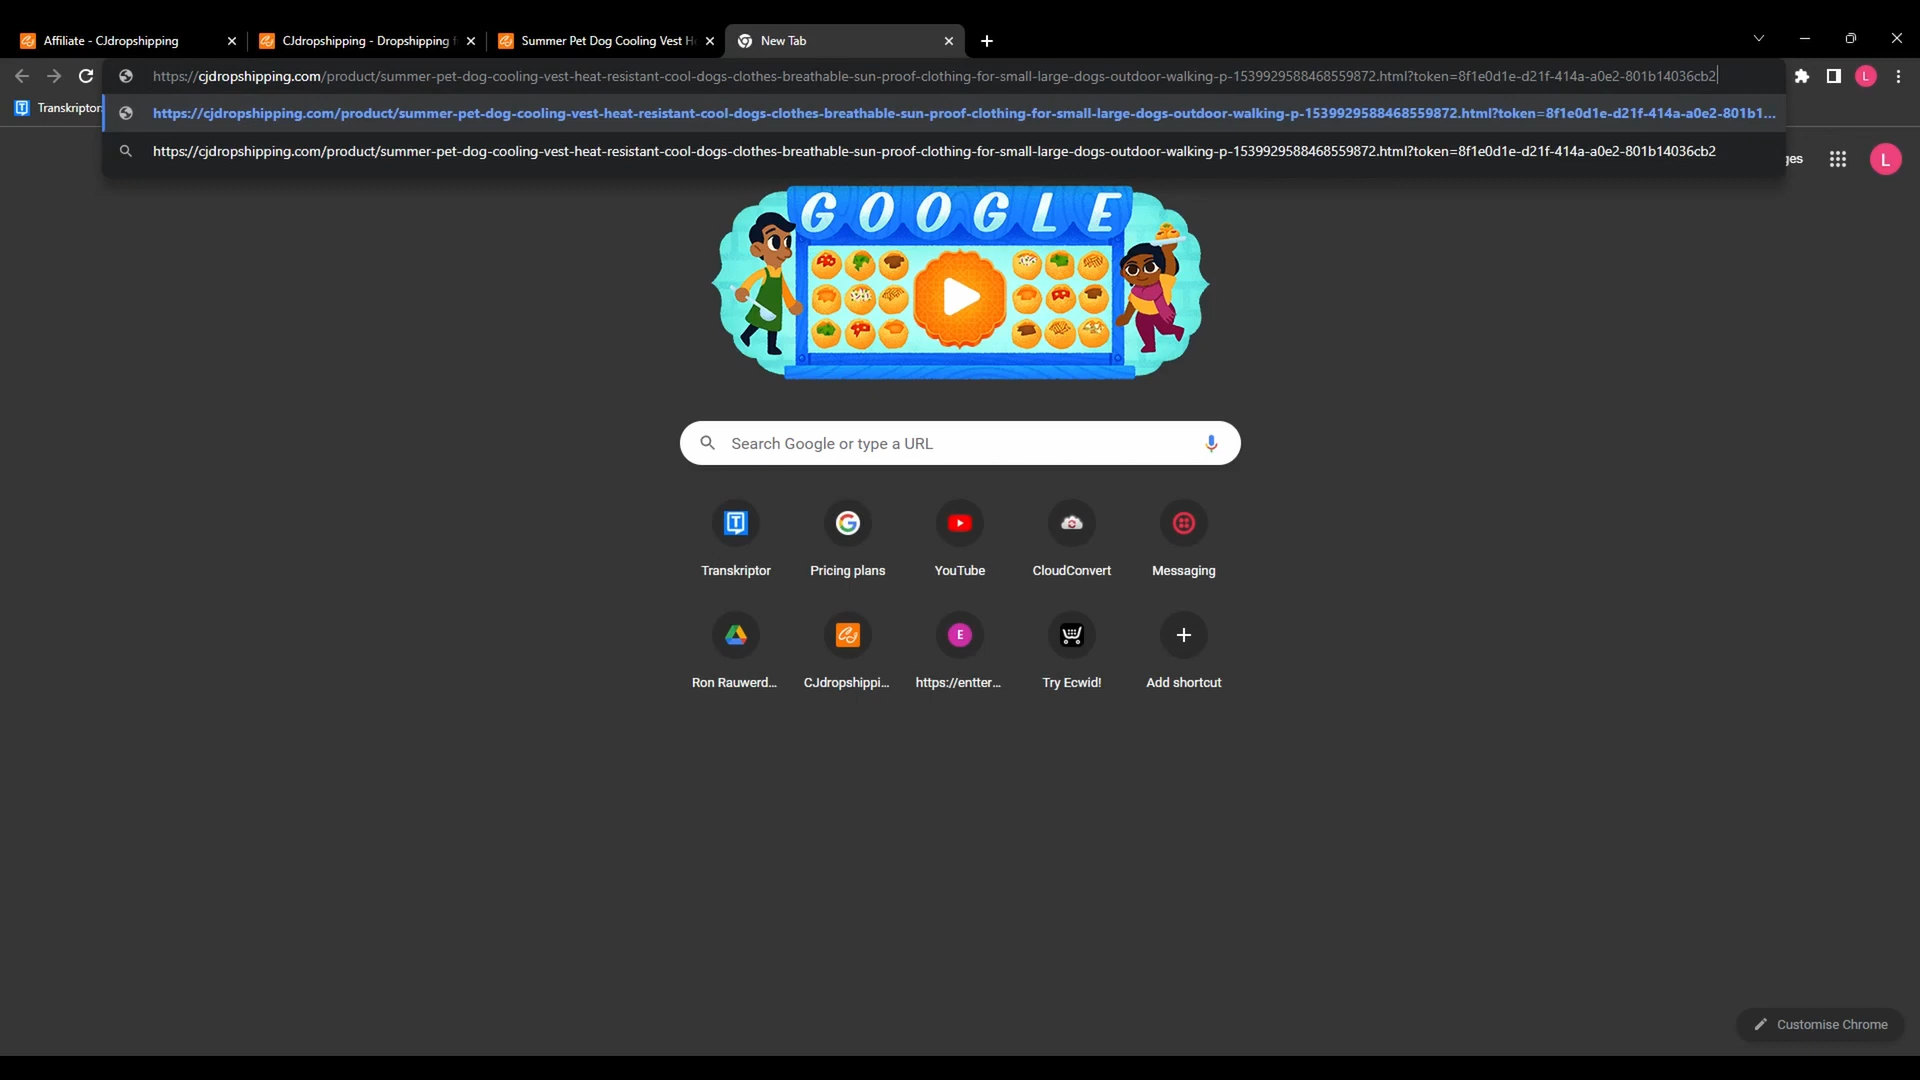 Affiliate - CJdropshipping
CJdropshipping - Dropshipping f
Summer Pet Dog Cooling Vest H
New Tab
https://cjdropshipping.com/product/summer-pet-dog-cooling-vest-heat-resistant-cool-dogs-clothes-breathable-sun-proof-clothing-for-small-large-dogs-outdoor-walking-p-1539929588468559872.html?token=8f1e0d1e-d21f-414a-a0e2-801b14036cb2
L
Transkriptor
https://cjdropshipping.com/product/summer-pet-dog-cooling-vest-heat-resistant-cool-dogs-clothes-breathable-sun-proof-clothing-for-small-large-dogs-outdoor-walking-p-1539929588468559872.html?token=8f1e0d1e-d21f-414a-a0e2-801b1...
https://cjdropshipping.com/product/summer-pet-dog-cooling-vest-heat-resistant-cool-dogs-clothes-breathable-sun-proof-clothing-for-small-large-dogs-outdoor-walking-p-1539929588468559872.html?token=8f1e0d1e-d21f-414a-a0e2-801b14036cb2
ges
L
GOOGLE
Search Google or type a URL
Transkriptor
Pricing plans
YouTube
CloudConvert
Messaging
E
Ron Rauwerd...
CJdropshippi...
https://entter...
Try Ecwid!
Add shortcut
Customise Chrome